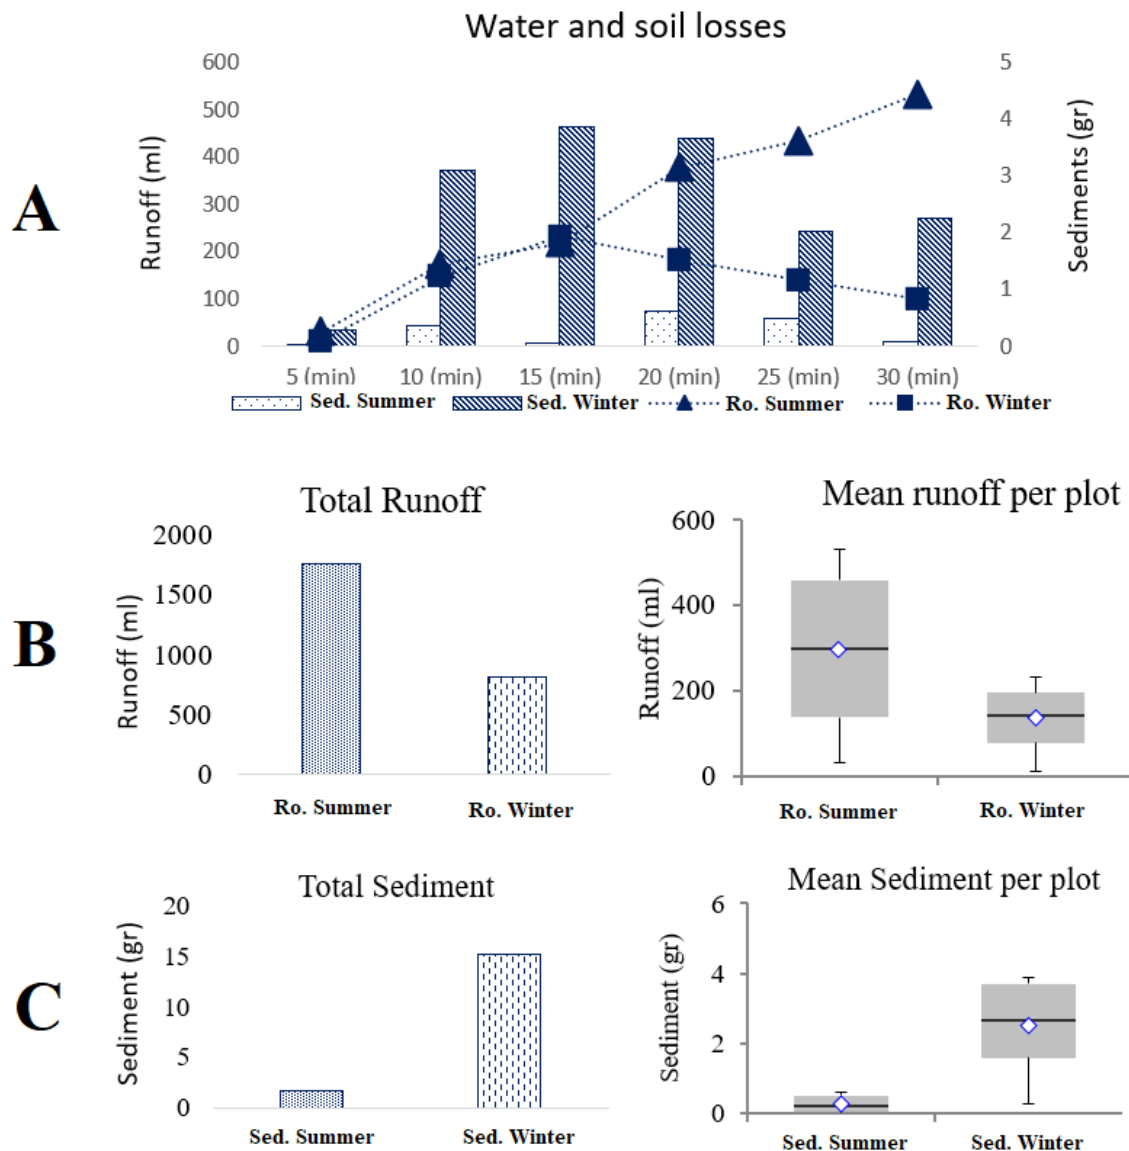 Water and soil losses
A
Runoff (ml)
600
500
400
300
200
100
0
5
4
3
2
1
0
Sediments (gr)
5 (min) 10 (min) 15 (min) 20 (min) 25 (min) 30 (min)
Sed. Summer Sed. Winter Ro. Summer Ro. Winter
B
Total Runoff
Runoff (ml)
2000
1500
1000
500
0
Ro. Summer Ro. Winter
Mean runoff per plot
Runoff (ml)
600
400
200
0
Ro. Summer Ro. Winter
C
Total Sediment
Sediment (gr)
20
15
10
5
0
Sed. Summer Sed. Winter
Mean Sediment per plot
Sediment (gr)
6
4
2
0
Sed. Summer Sed. Winter